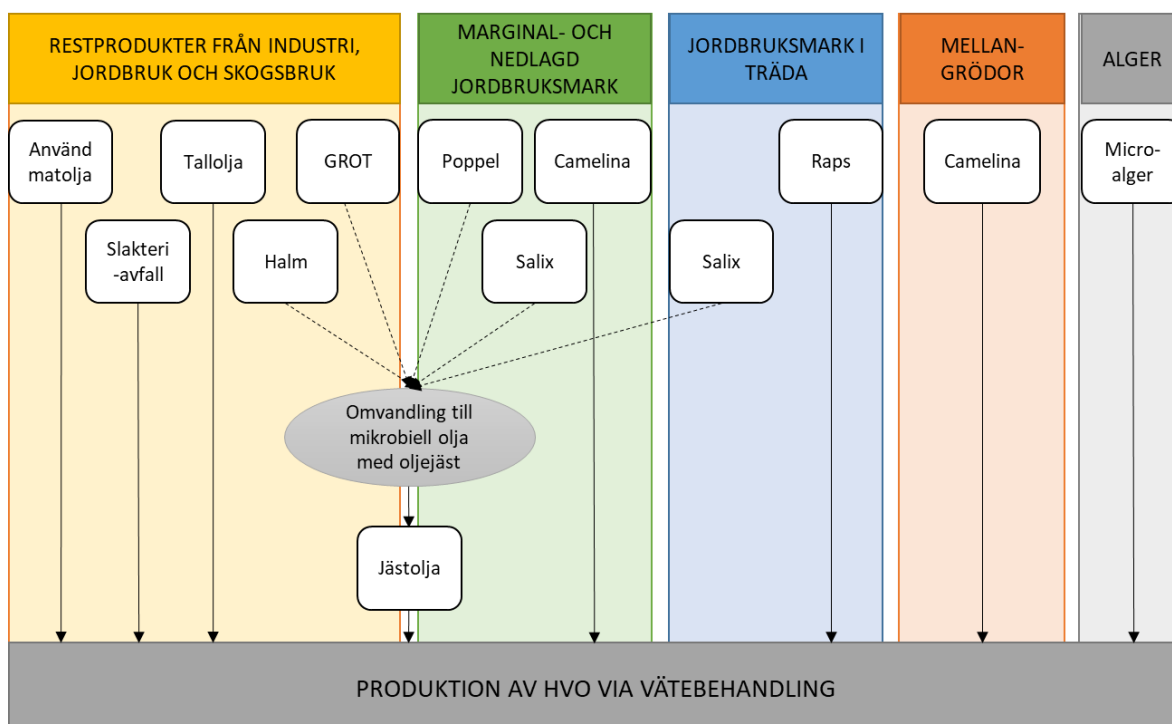 RESTPRODUKTER FRÅN INDUSTRI,
JORDBRUK OCH SKOGSBRUK
MARGINAL- OCH
NEDLAGD
JORDBRUKSMARK
JORDBRUKSMARK I
TRÄDA
MELLAN-
GRÖDOR
ALGER
Använd
matolja
Tallolja
GROT
Poppel
Camelina
Raps
Camelina
Micro-
alger
Slakteri
-avfall
Halm
Salix
Salix
Omvandling till
mikrobiell olja
med oljejäst
Jästolja
PRODUKTION AV HVO VIA VÄTEBEHANDLING